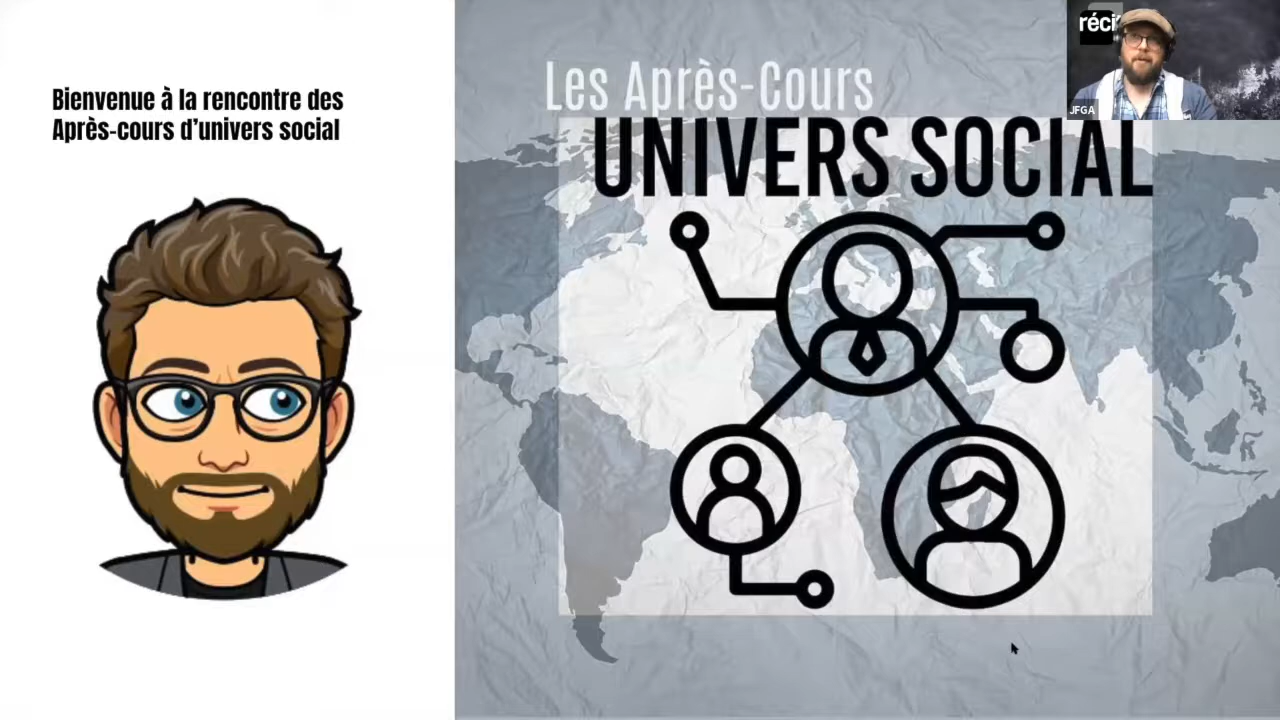 Bienvenue à la rencontre des
Après-cours d'univers social
Les Après-Cours
UNIVERS SOCIAL
réci
JFGA